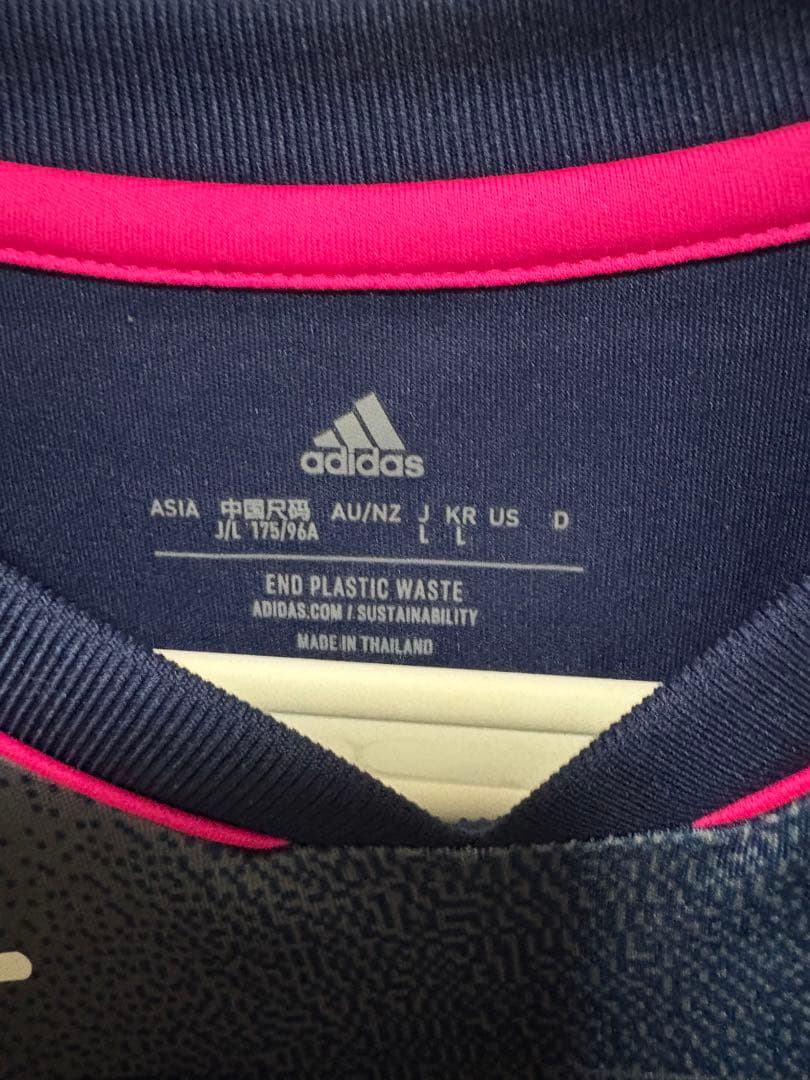 adidas
ASIA 中国尺码 AU/NZ J KR US D
J/L 175/96A L L
END PLASTIC WASTE
ADIDAS.COM / SUSTAINABILITY
MADE IN THAILAND